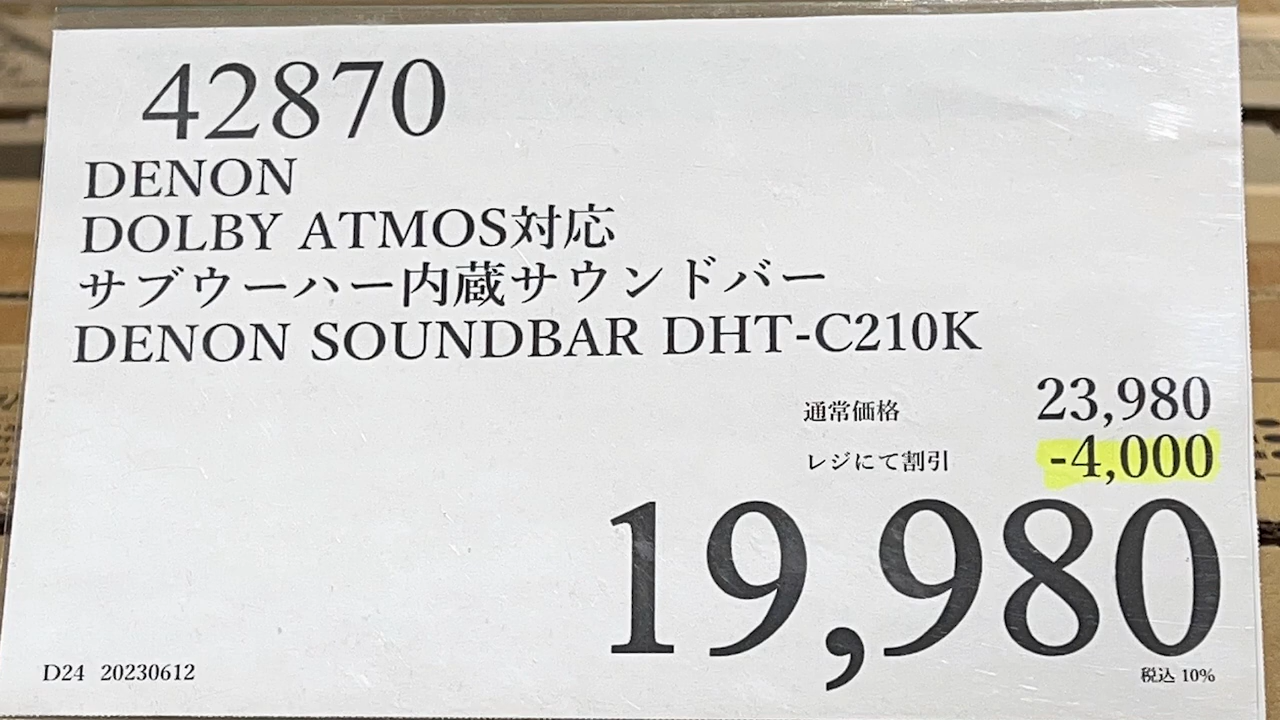 42870
DENON
DOLBY ATMOS対応
サブウーハー内蔵サウンドバー
DENON SOUNDBAR DHT-C210K
通常価格 23,980
レジにて割引 -4,000
19,980
税込 10%
D24 20230612